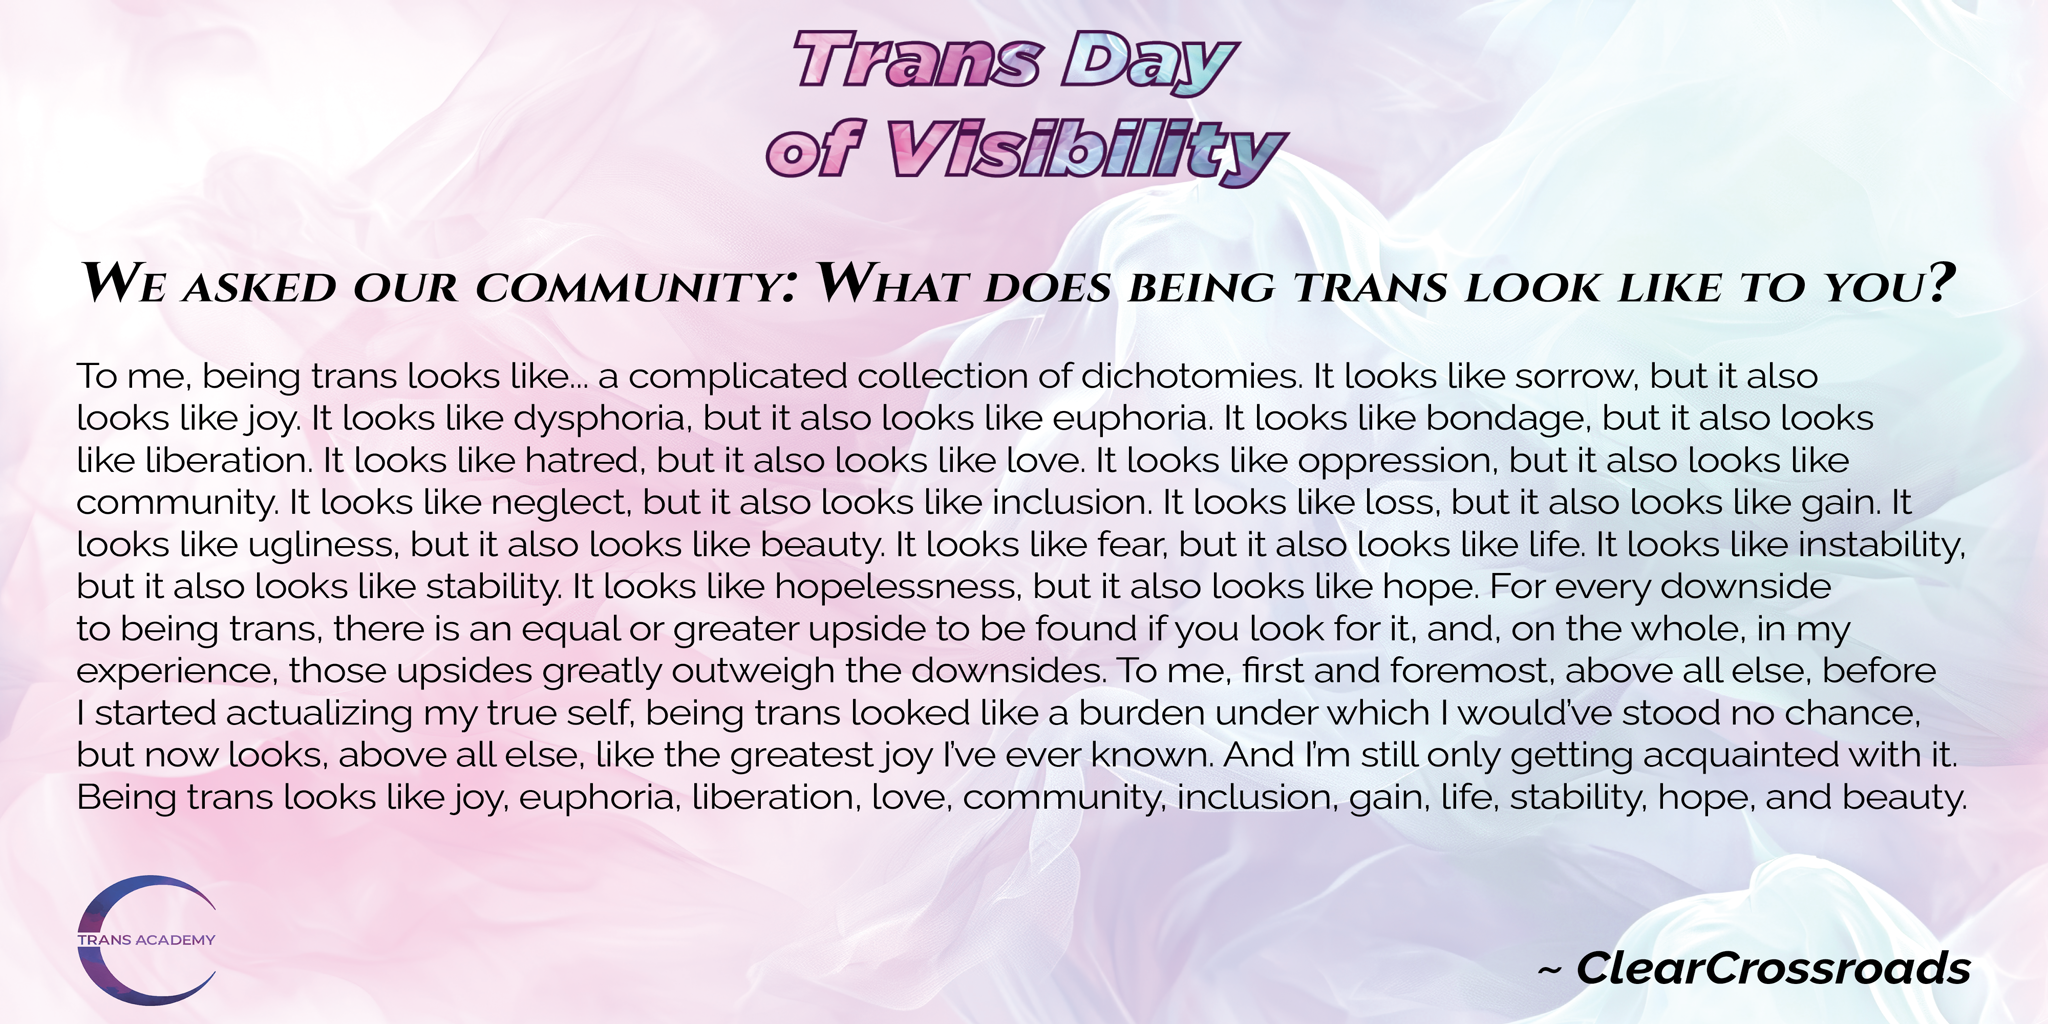 Trans Day
of Visibility
We asked our community: What does being trans look like to you?
To me, being trans looks like... a complicated collection of dichotomies. It looks like sorrow, but it also
looks like joy. It looks like dysphoria, but it also looks like euphoria. It looks like bondage, but it also looks
like liberation. It looks like hatred, but it also looks like love. It looks like oppression, but it also looks like
community. It looks like neglect, but it also looks like inclusion. It looks like loss, but it also looks like gain. It
looks like ugliness, but it also looks like beauty. It looks like fear, but it also looks like life. It looks like instability,
but it also looks like stability. It looks like hopelessness, but it also looks like hope. For every downside
to being trans, there is an equal or greater upside to be found if you look for it, and, on the whole, in my
experience, those upsides greatly outweigh the downsides. To me, first and foremost, above all else, before
I started actualizing my true self, being trans looked like a burden under which I would've stood no chance,
but now looks, above all else, like the greatest joy I've ever known. And I'm still only getting acquainted with it.
Being trans looks like joy, euphoria, liberation, love, community, inclusion, gain, life, stability, hope, and beauty.
TRANS ACADEMY
~ ClearCrossroads